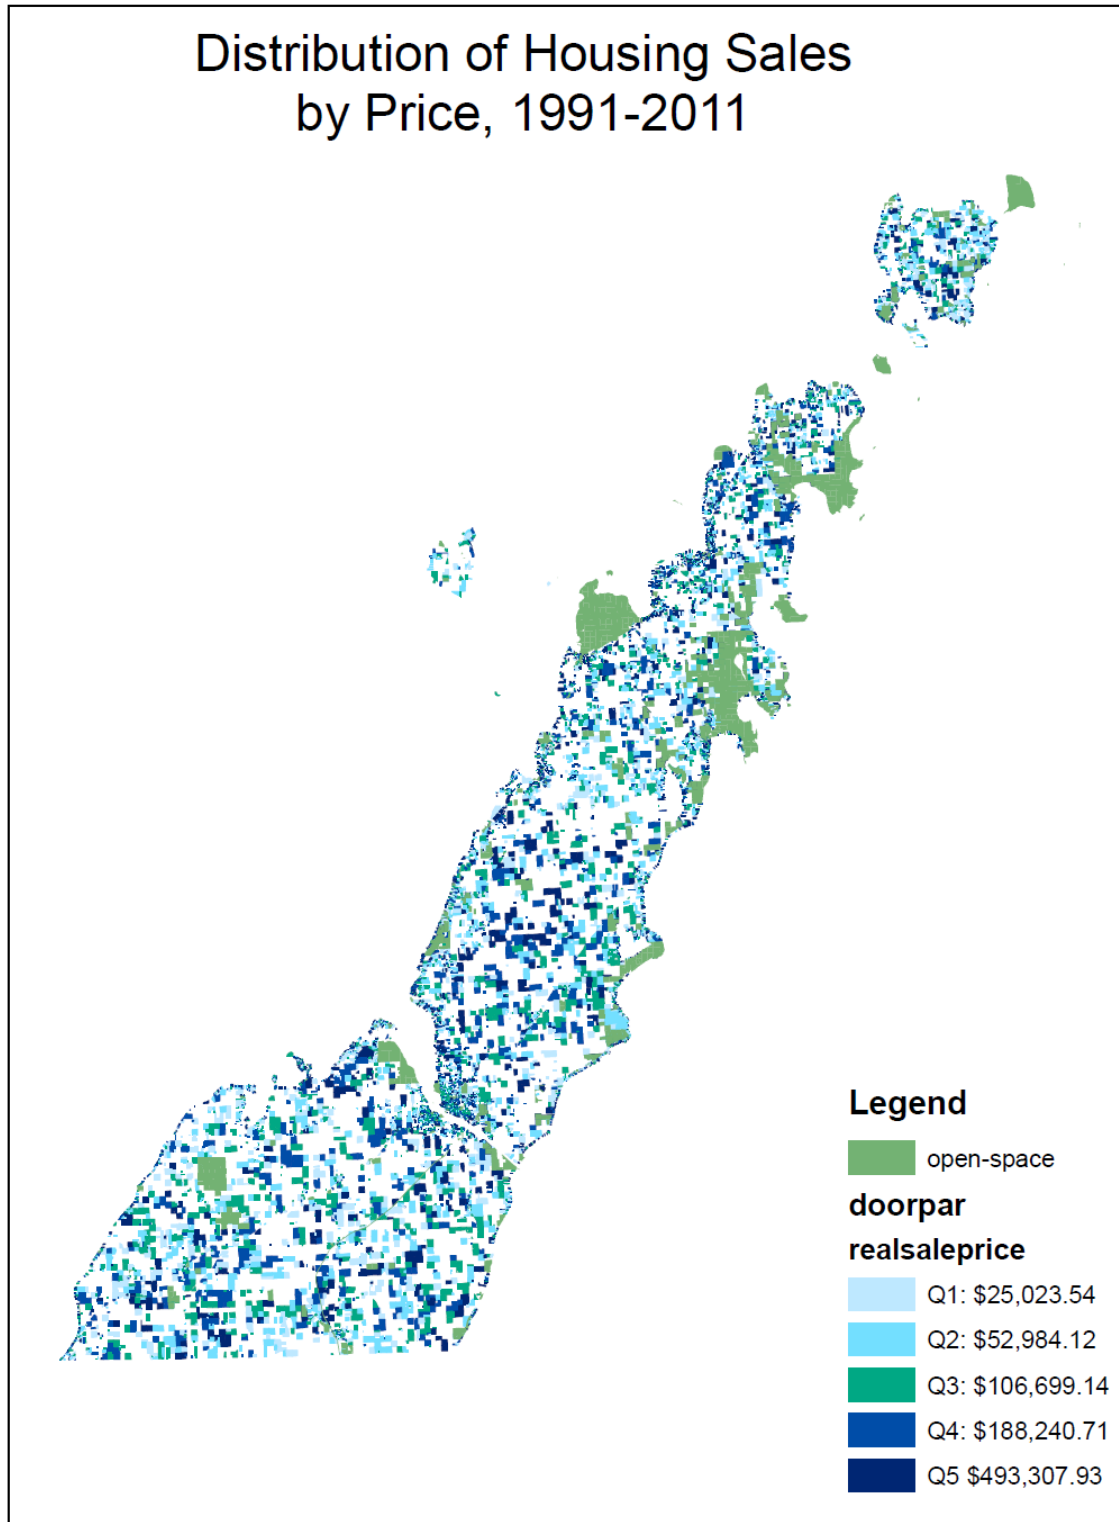 Distribution of Housing Sales
by Price, 1991-2011
Legend
open-space
doorpar
realsaleprice
Q1: $25,023.54
Q2: $52,984.12
Q3: $106,699.14
Q4: $188,240.71
Q5 $493,307.93